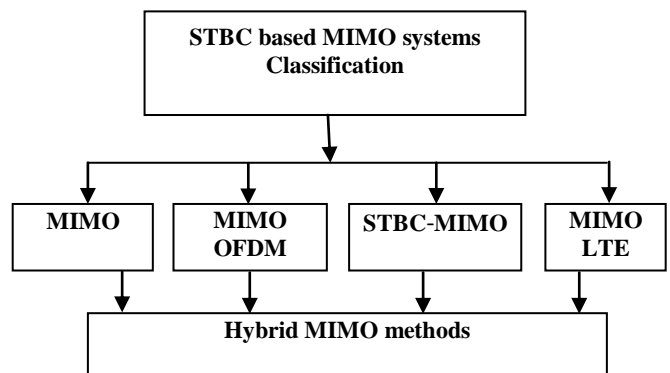 STBC based MIMO systems
Classification
MIMO
MIMO
OFDM
STBC-MIMO
MIMO
LTE
Hybrid MIMO methods